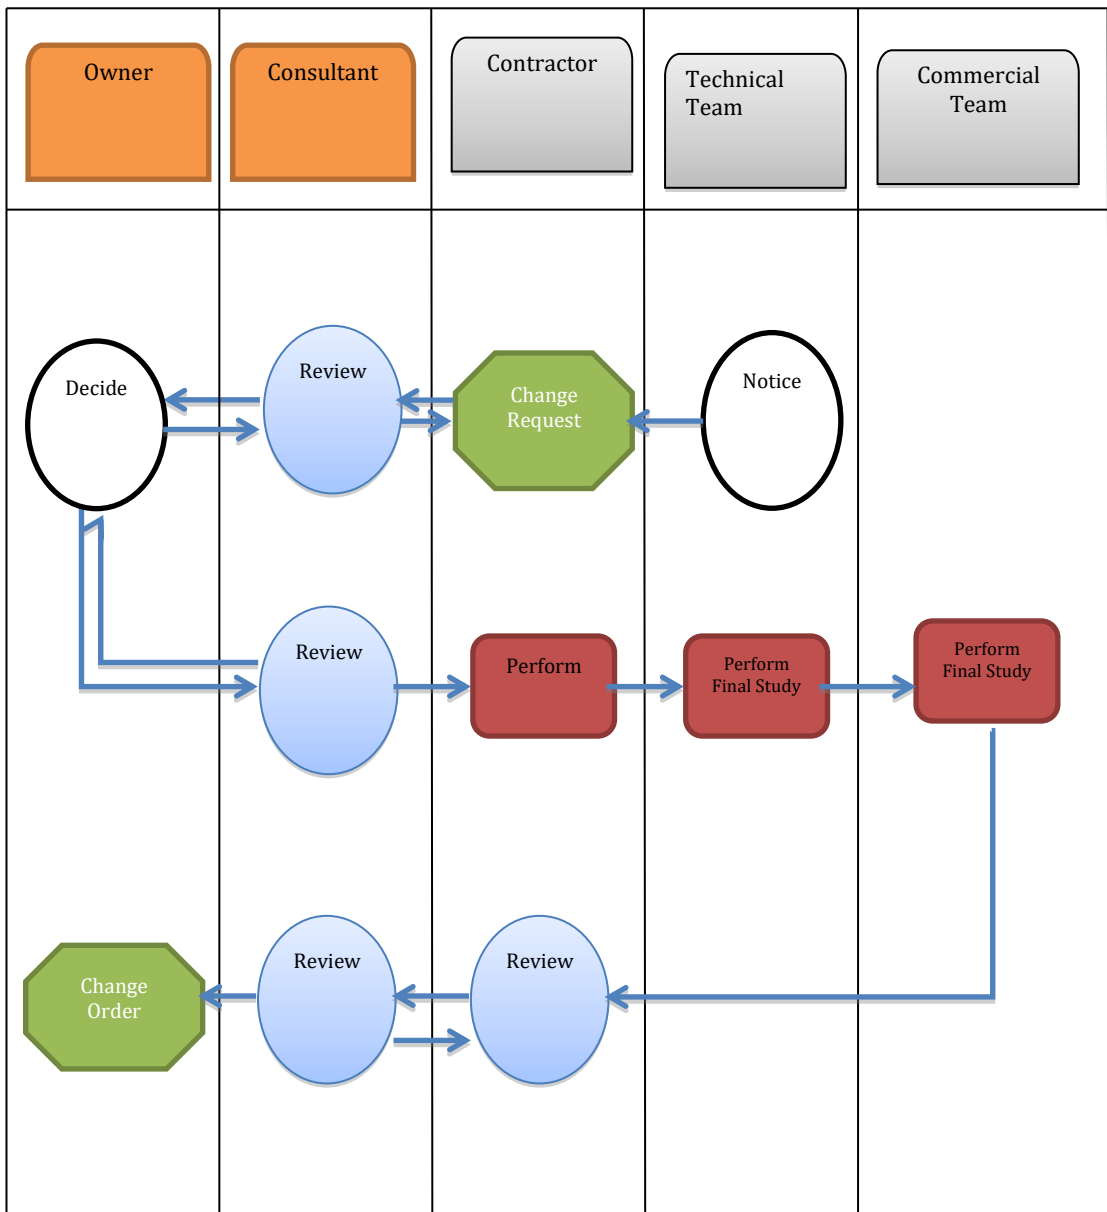 Owner
Consultant
Contractor
Technical
Team
Commercial
Team
Decide
Review
Change
Request
Notice
Review
Perform
Perform
Final Study
Perform
Final Study
Change
Order
Review
Review